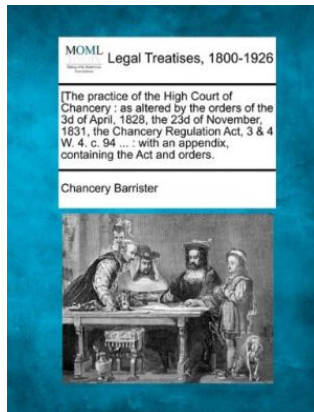 MOML Legal Treatises, 1800-1926
[The practice of the High Court of
Chancery : as altered by the orders of the
3d of April, 1828, the 23d of November,
1831, the Chancery Regulation Act, 3 & 4
W. 4. c. 94 ... : with an appendix,
containing the Act and orders.
Chancery Barrister